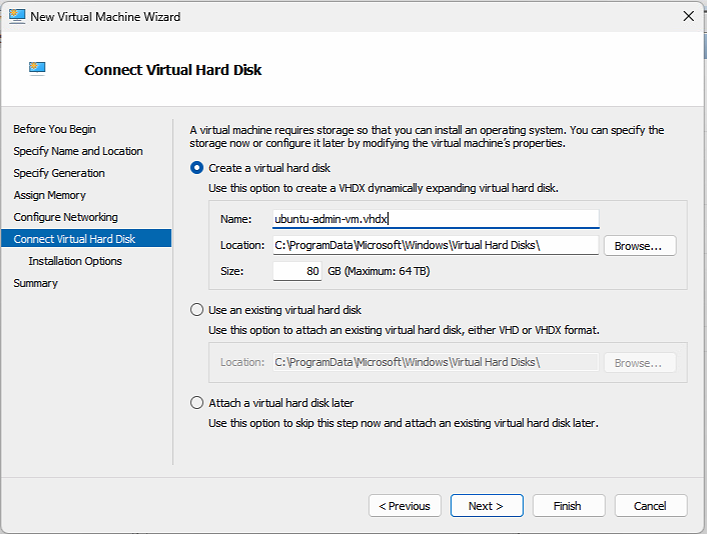 New Virtual Machine Wizard
Connect Virtual Hard Disk
Before You Begin
Specify Name and Location
Specify Generation
Assign Memory
Configure Networking
Connect Virtual Hard Disk
Installation Options
Summary
A virtual machine requires storage so that you can install an operating system. You can specify the
storage now or configure it later by modifying the virtual machine's properties.
Create a virtual hard disk
Use this option to create a VHDX dynamically expanding virtual hard disk.
Name: ubuntu-admin-vm.vhdx
Location: C:\ProgramData\Microsoft\Windows\Virtual Hard Disks\ Browse...
Size: 80 GB (Maximum: 64 TB)
Use an existing virtual hard disk
Use this option to attach an existing virtual hard disk, either VHD or VHDX format.
Location: C:\ProgramData\Microsoft\Windows\Virtual Hard Disks\ Browse...
Attach a virtual hard disk later
Use this option to skip this step now and attach an existing virtual hard disk later.
< Previous Next > Finish Cancel